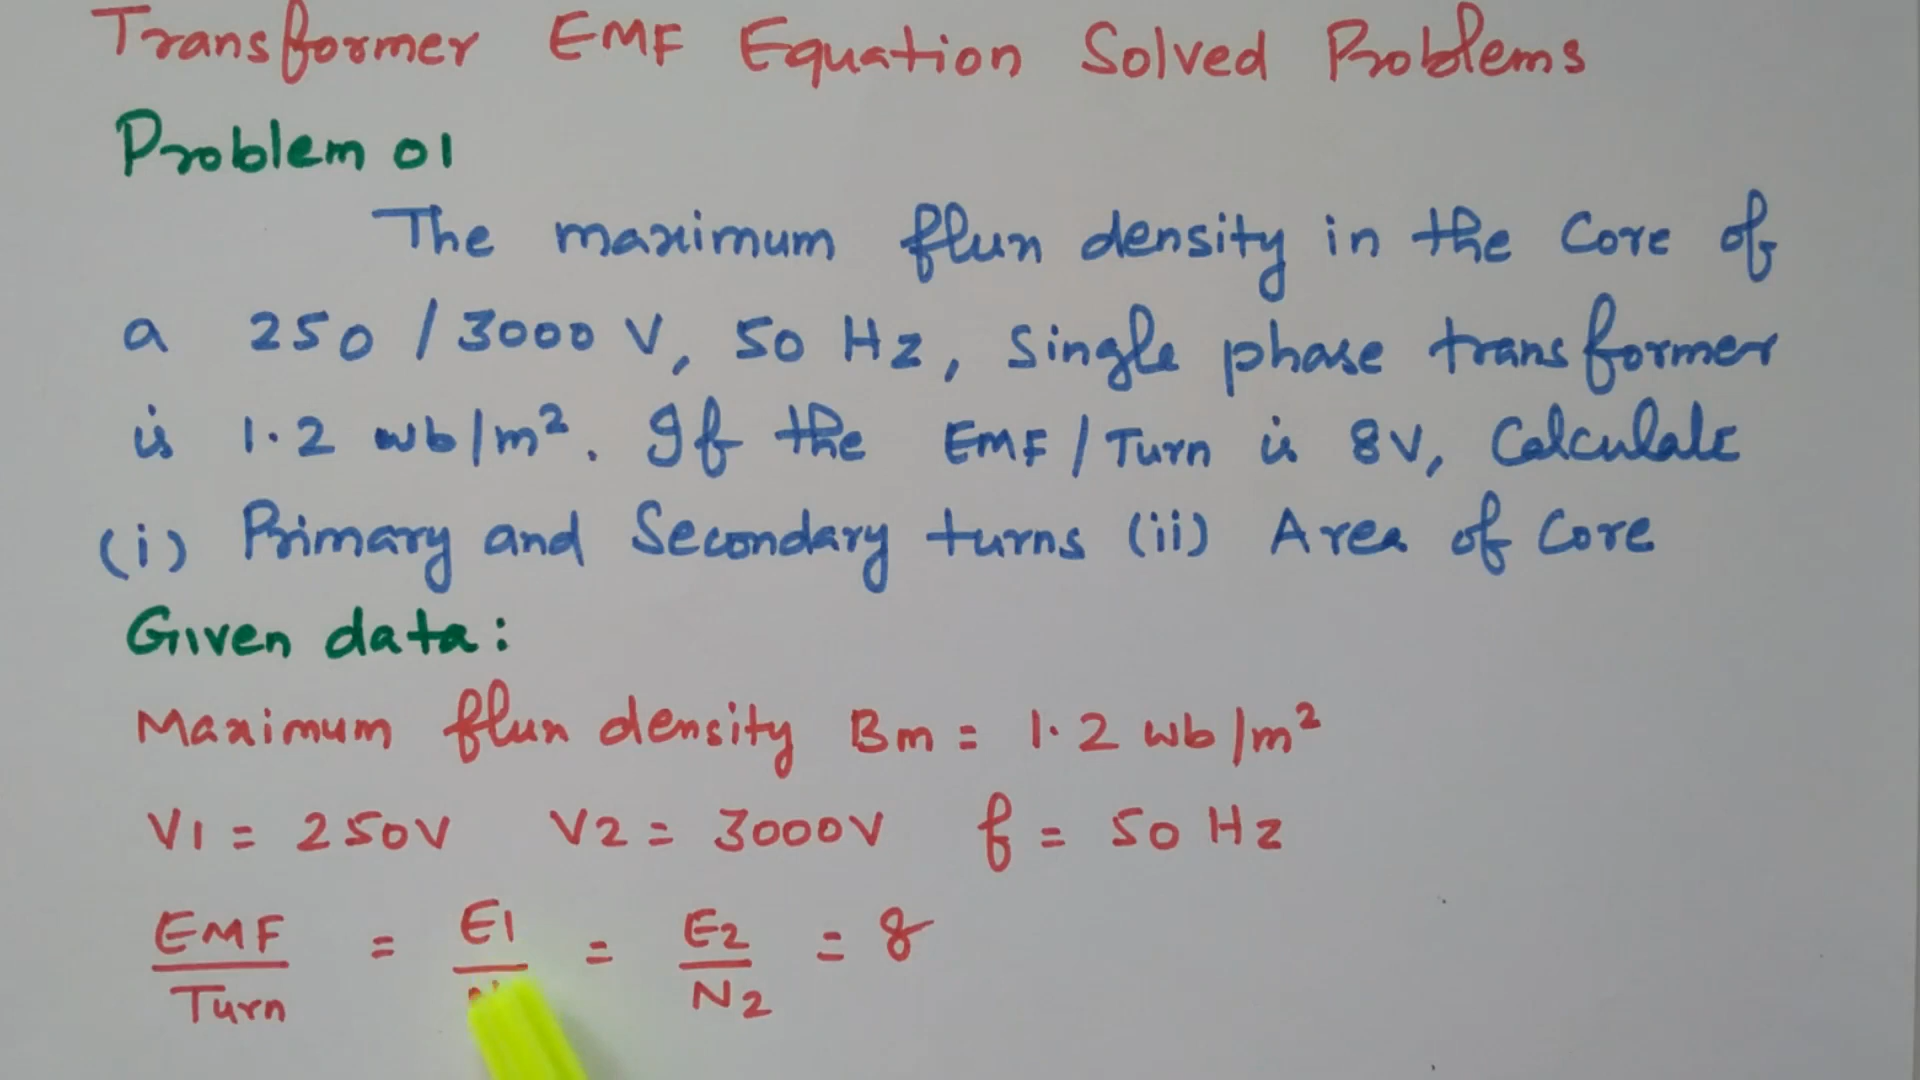 Transformer EMF Equation Solved Problems
Problem 01
The maximum flux density in the core of
a 250 / 3000 V, 50 Hz, Single phase transformer
is 1.2 wb/m². If the EMF / Turn is 8V, Calculate
(i) Primary and Secondary turns (ii) Area of Core
Given data:
Maximum flux density Bm = 1.2 wb/m²
V1 = 250V V2 = 3000V f = 50 Hz
EMF/Turn = E1/ = E2/N2 = 8